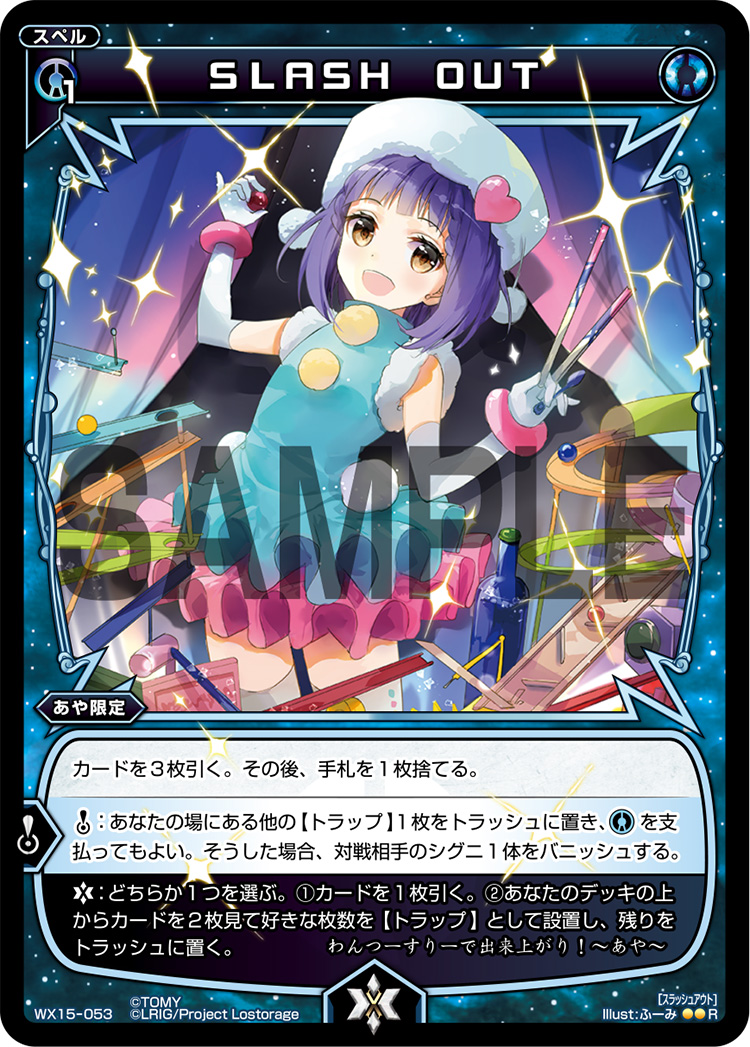 スペル
SLASH OUT
1
SAMPLE
あや限定
カードを3枚引く。その後、手札を1枚捨てる。
:あなたの場にある他の【トラップ】1枚をトラッシュに置き、を支
払ってもよい。そうした場合、対戦相手のシグニ1体をバニッシュする。
:どちらか1つを選ぶ。①カードを1枚引く。②あなたのデッキの上
からカードを2枚見て好きな枚数を【トラップ】として設置し、残りを
トラッシュに置く。
わんつーすりーで出来上がり!～あや～
WX15-053 ©TOMY
©LRIG/Project Lostorage
[スラッシュアウト]
Illust:ふーみ R